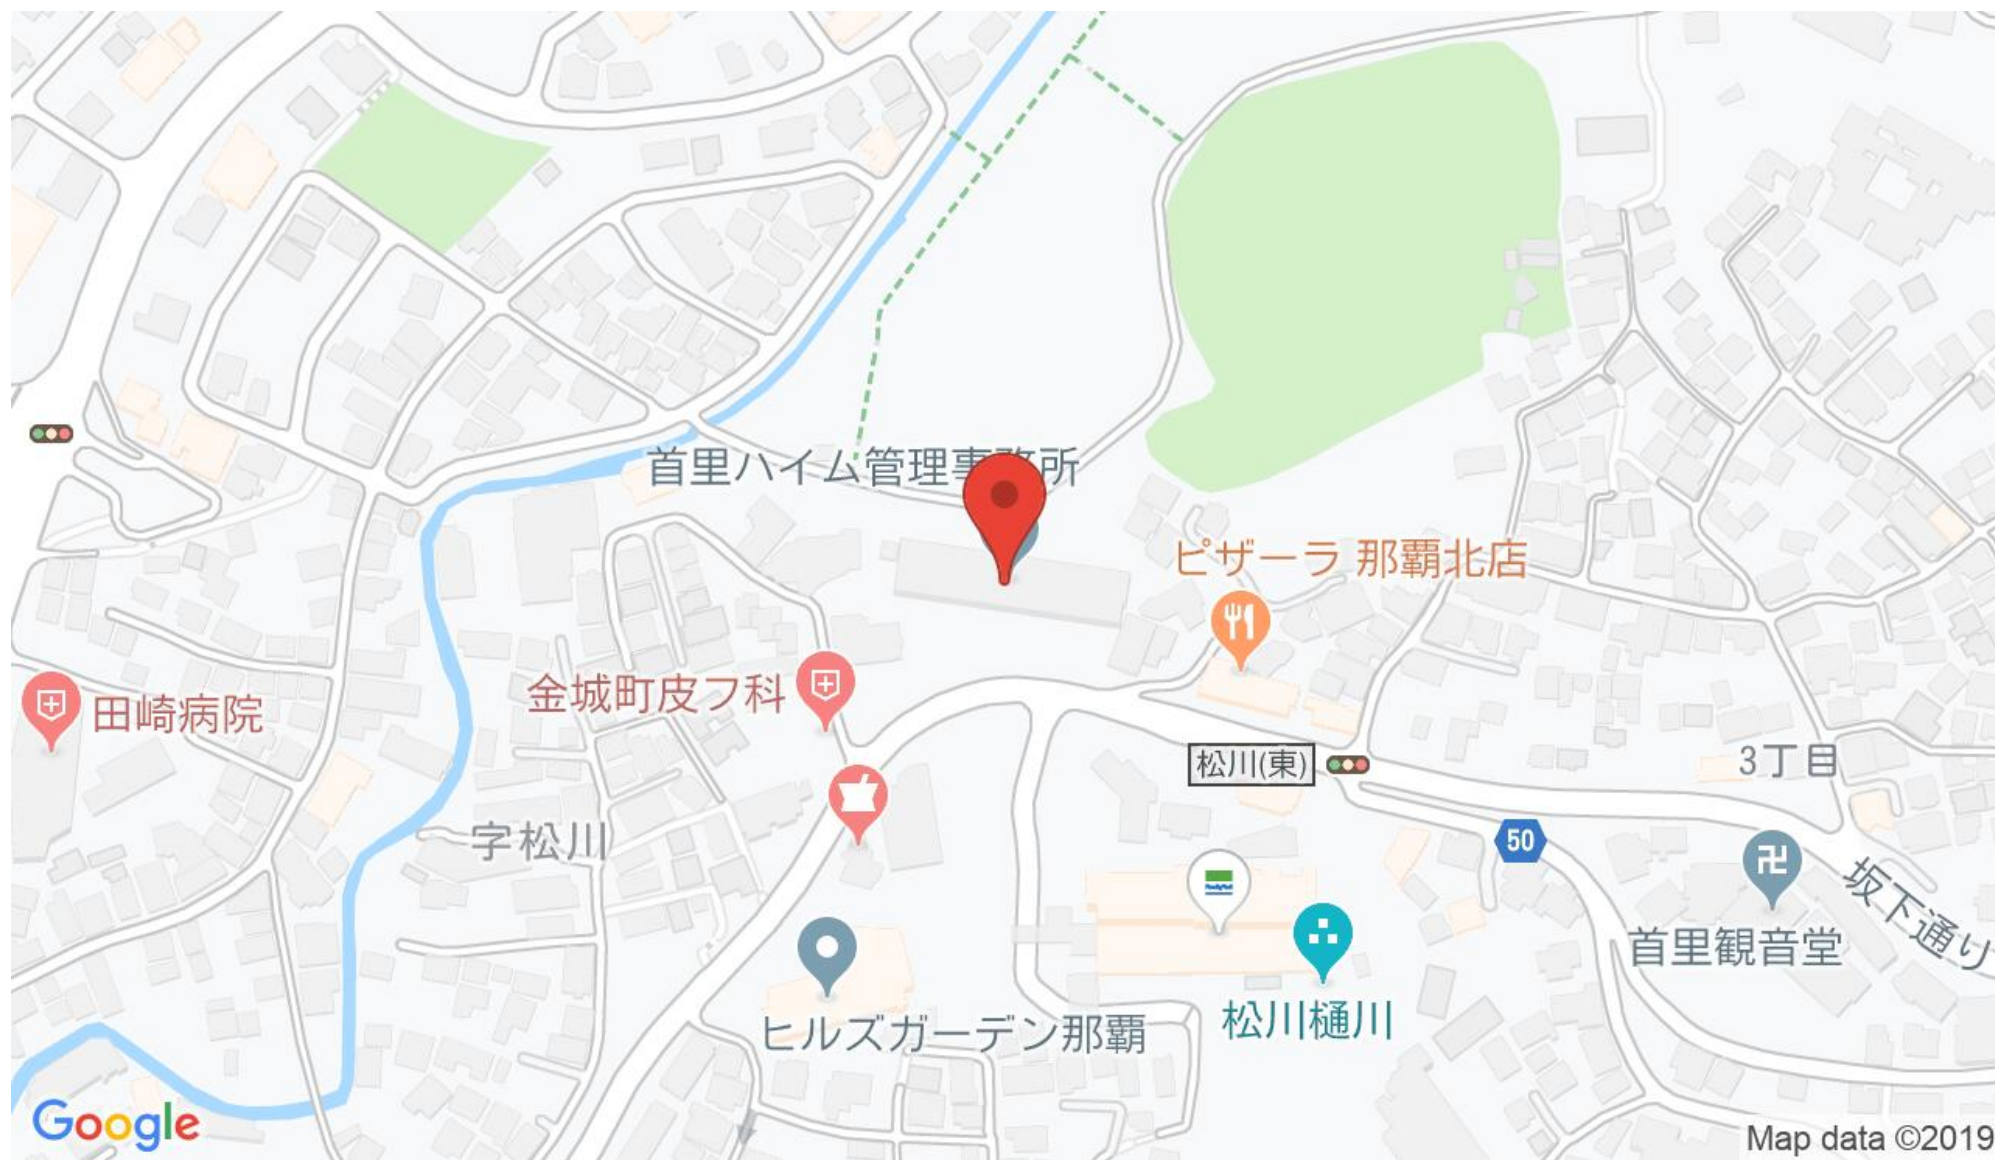 首里ハイム管理事務所
ピザーラ 那覇北店
金城町皮フ科
田崎病院
松川(東)
3丁目
字松川
50
坂下通り
首里観音堂
FamilyMart
松川樋川
ヒルズガーデン那覇
Google
Map data ©2019